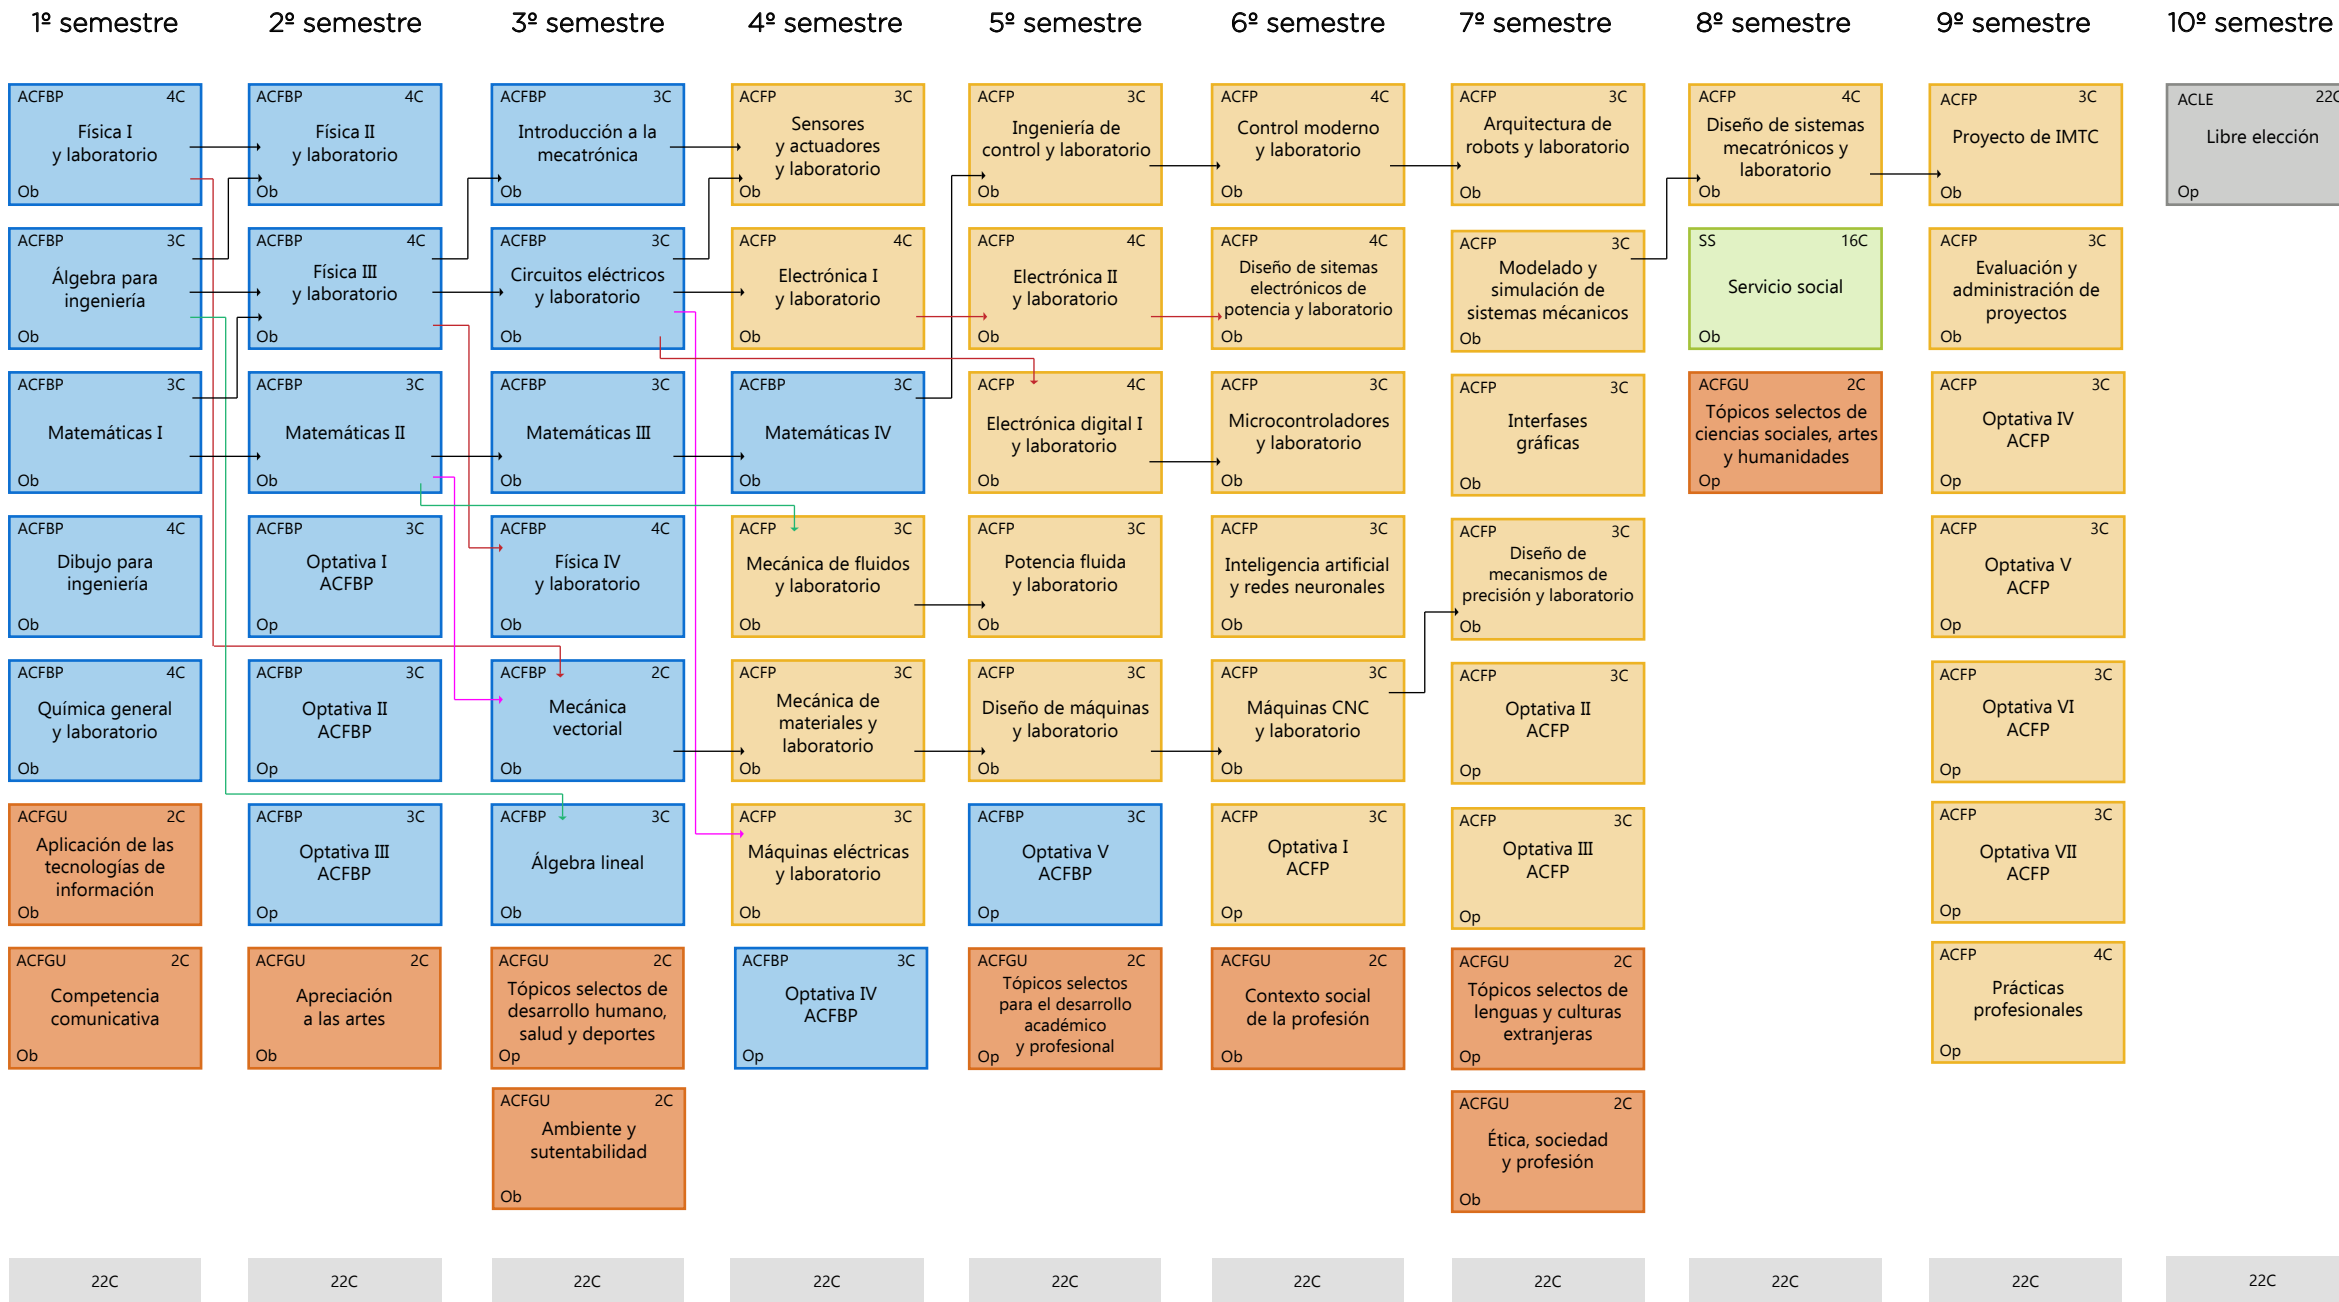 1º semestre
2º semestre
3º semestre
4º semestre
5º semestre
6º semestre
7º semestre
8º semestre
9º semestre
10º semestre
ACFBP 4C
Física I
y laboratorio
Ob
ACFBP 3C
Álgebra para
ingeniería
Ob
ACFBP 3C
Matemáticas I
Ob
ACFBP 4C
Dibujo para
ingeniería
Ob
ACFBP 4C
Química general
y laboratorio
Ob
ACFGU 2C
Aplicación de las
tecnologías de
información
Ob
ACFGU 2C
Competencia
comunicativa
Ob
22C
ACFBP 4C
Física II
y laboratorio
Ob
ACFBP 4C
Física III
y laboratorio
Ob
ACFBP 3C
Matemáticas II
Ob
ACFBP 3C
Optativa I
ACFBP
Op
ACFBP 3C
Optativa II
ACFBP
Op
ACFBP 3C
Optativa III
ACFBP
Op
ACFGU 2C
Apreciación
a las artes
Ob
22C
ACFBP 3C
Introducción a la
mecatrónica
Ob
ACFBP 3C
Circuitos eléctricos
y laboratorio
Ob
ACFBP 3C
Matemáticas III
Ob
ACFBP 4C
Física IV
y laboratorio
Ob
ACFBP 2C
Mecánica
vectorial
Ob
ACFBP 3C
Álgebra lineal
Ob
ACFGU 2C
Tópicos selectos de
desarrollo humano,
salud y deportes
Op
ACFGU 2C
Ambiente y
sutentabilidad
Ob
22C
ACFP 3C
Sensores
y actuadores
y laboratorio
Ob
ACFP 4C
Electrónica I
y laboratorio
Ob
ACFBP 3C
Matemáticas IV
Ob
ACFP 3C
Mecánica de fluidos
y laboratorio
Ob
ACFP 3C
Mecánica de
materiales y
laboratorio
Ob
ACFP 3C
Máquinas eléctricas
y laboratorio
Ob
ACFBP 3C
Optativa IV
ACFBP
Op
22C
ACFP 3C
Ingeniería de
control y laboratorio
Ob
ACFP 4C
Electrónica II
y laboratorio
Ob
ACFP 4C
Electrónica digital I
y laboratorio
Ob
ACFP 3C
Potencia fluida
y laboratorio
Ob
ACFP 3C
Diseño de máquinas
y laboratorio
Ob
ACFBP 3C
Optativa V
ACFBP
Op
ACFGU 2C
Tópicos selectos
para el desarrollo
académico
y profesional
Op
22C
ACFP 4C
Control moderno
y laboratorio
Ob
ACFP 4C
Diseño de sitemas
electrónicos de
potencia y laboratorio
Ob
ACFP 3C
Microcontroladores
y laboratorio
Ob
ACFP 3C
Inteligencia artificial
y redes neuronales
Ob
ACFP 3C
Máquinas CNC
y laboratorio
Ob
ACFP 3C
Optativa I
ACFP
Op
ACFGU 2C
Contexto social
de la profesión
Ob
22C
ACFP 3C
Arquitectura de
robots y laboratorio
Ob
ACFP 3C
Modelado y
simulación de
sistemas mécanicos
Ob
ACFP 3C
Interfases
gráficas
Ob
ACFP 3C
Diseño de
mecanismos de
precisión y laboratorio
Ob
ACFP 3C
Optativa II
ACFP
Op
ACFP 3C
Optativa III
ACFP
Op
ACFGU 2C
Tópicos selectos de
lenguas y culturas
extranjeras
Op
ACFGU 2C
Ética, sociedad
y profesión
Ob
22C
ACFP 4C
Diseño de sistemas
mecatrónicos y
laboratorio
Ob
SS 16C
Servicio social
Ob
ACFGU 2C
Tópicos selectos de
ciencias sociales, artes
y humanidades
Op
22C
ACFP 3C
Proyecto de IMTC
Ob
ACFP 3C
Evaluación y
administración de
proyectos
Ob
ACFP 3C
Optativa IV
ACFP
Op
ACFP 3C
Optativa V
ACFP
Op
ACFP 3C
Optativa VI
ACFP
Op
ACFP 3C
Optativa VII
ACFP
Op
ACFP 4C
Prácticas
profesionales
Op
22C
ACLE 22C
Libre elección
Op
22C